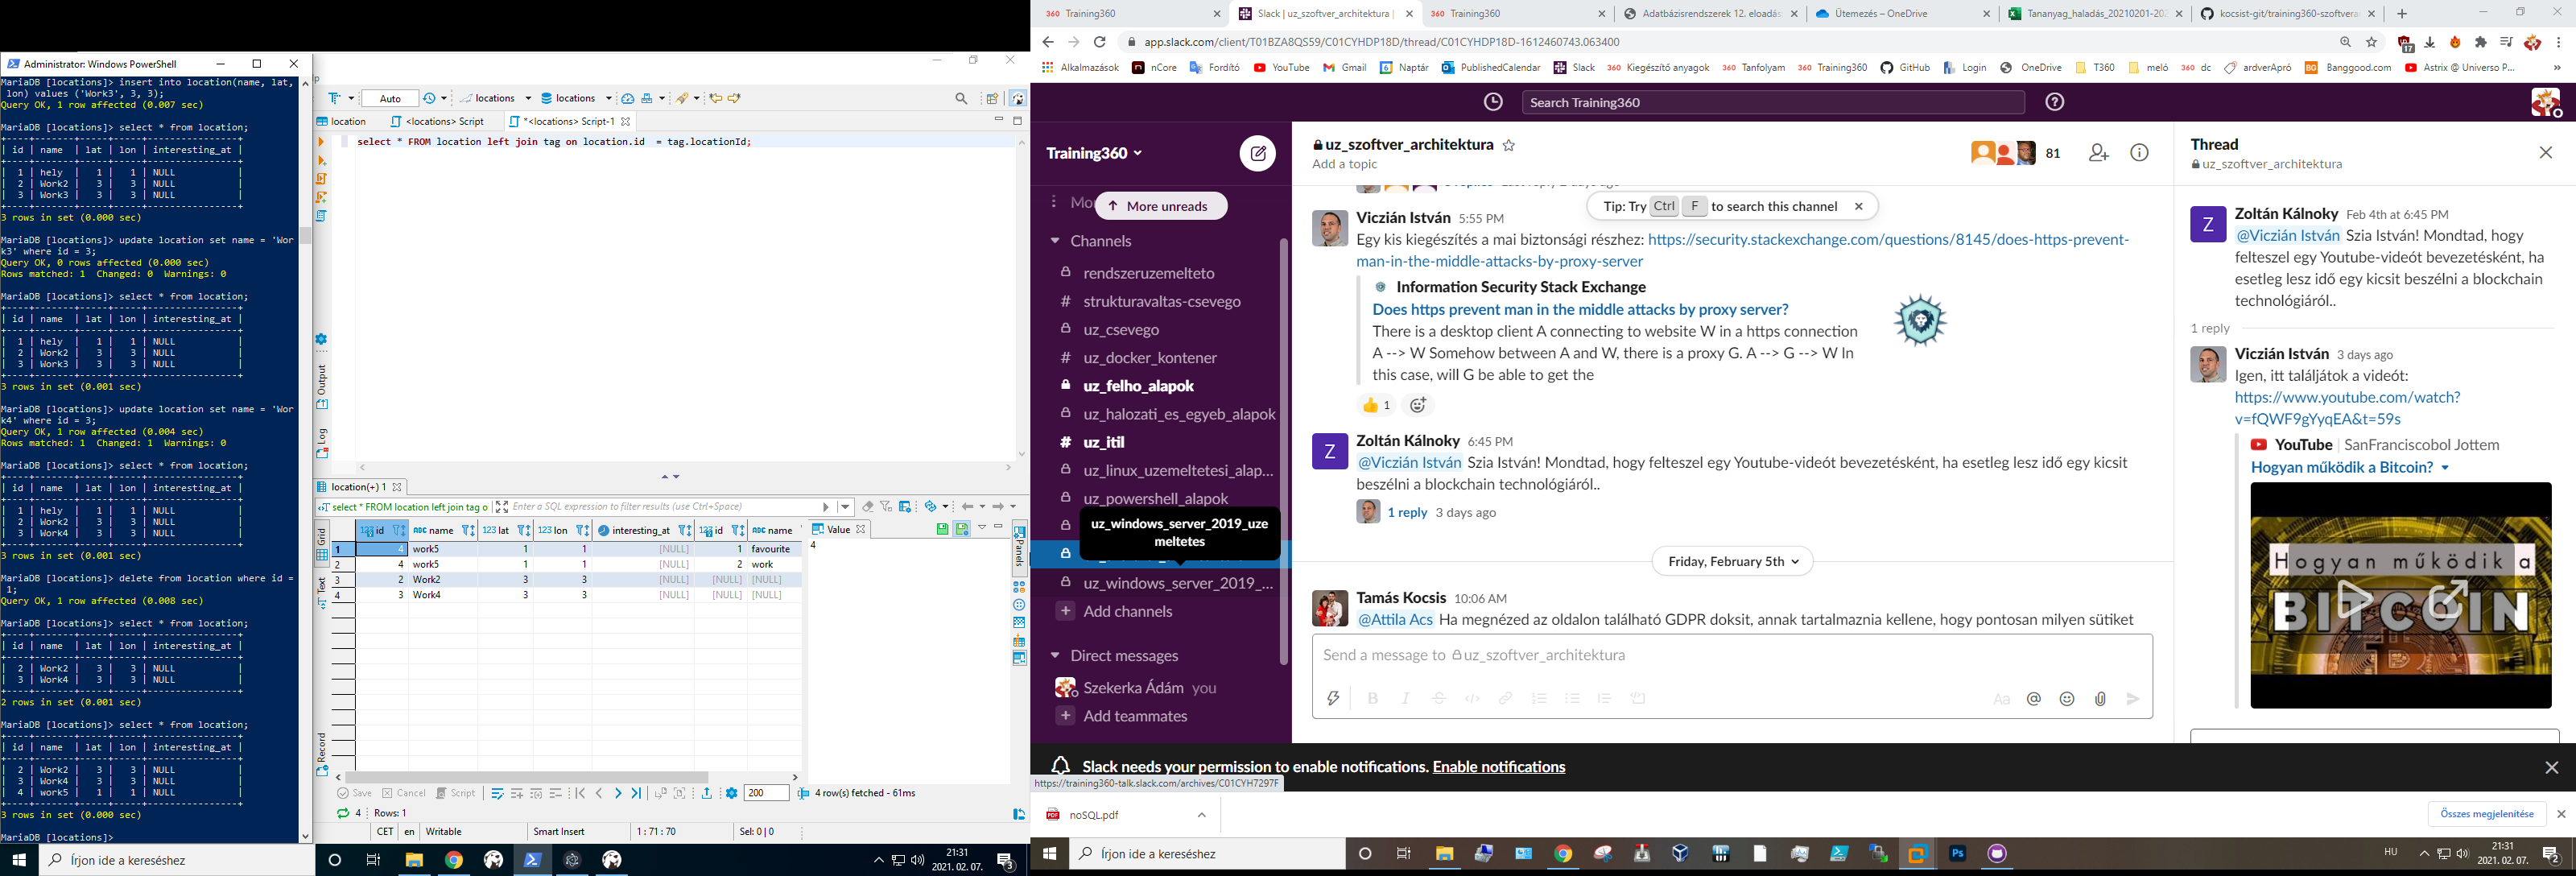 Administrator: Windows PowerShell
MariaDB [locations]> insert into location(name, lat,
lon) values ('Work3', 3, 3);
Query OK, 1 row affected (0.007 sec)
MariaDB [locations]> select * from location;
| id | name | lat | lon | interesting_at |
| 1 | hely | 1 | 1 | NULL |
| 2 | Work2 | 3 | 3 | NULL |
| 3 | Work3 | 3 | 3 | NULL |
3 rows in set (0.000 sec)
MariaDB [locations]> update location set name = 'Wor
k3' where id = 3;
Query OK, 0 rows affected (0.000 sec)
Rows matched: 1 Changed: 0 Warnings: 0
MariaDB [locations]> select * from location;
| id | name | lat | lon | interesting_at |
| 1 | hely | 1 | 1 | NULL |
| 2 | Work2 | 3 | 3 | NULL |
| 3 | Work3 | 3 | 3 | NULL |
3 rows in set (0.001 sec)
MariaDB [locations]> update location set name = 'Wor
k4' where id = 3;
Query OK, 1 row affected (0.004 sec)
Rows matched: 1 Changed: 1 Warnings: 0
MariaDB [locations]> select * from location;
| id | name | lat | lon | interesting_at |
| 1 | hely | 1 | 1 | NULL |
| 2 | Work2 | 3 | 3 | NULL |
| 3 | Work4 | 3 | 3 | NULL |
3 rows in set (0.001 sec)
MariaDB [locations]> delete from location where id =
1;
Query OK, 1 row affected (0.008 sec)
MariaDB [locations]> select * from location;
| id | name | lat | lon | interesting_at |
| 2 | Work2 | 3 | 3 | NULL |
| 3 | Work4 | 3 | 3 | NULL |
2 rows in set (0.001 sec)
MariaDB [locations]> select * from location;
| id | name | lat | lon | interesting_at |
| 2 | Work2 | 3 | 3 | NULL |
| 3 | Work4 | 3 | 3 | NULL |
| 4 | work5 | 1 | 1 | NULL |
3 rows in set (0.000 sec)
MariaDB [locations]>
Auto locations locations
location <locations> Script *<locations> Script-1
select * FROM location left join tag on location.id = tag.locationId;
Output
Log
location(+) 1
select * FROM location left join tag o Enter a SQL expression to filter results (use Ctrl+Space)
Grid
Text
Record
123 id ABC name 123 lat 123 lon interesting_at 123 id ABC name
1 4 work5 1 1 [NULL] 1 favourite
2 4 work5 1 1 [NULL] 2 work
3 2 Work2 3 3 [NULL] [NULL] [NULL]
4 3 Work4 3 3 [NULL] [NULL] [NULL]
Value
4
Panels
Save Cancel Script 200 4 row(s) fetched - 61ms
4 Rows: 1
CET en Writable Smart Insert 1 : 71 : 70 Sel: 0 | 0
Írjon ide a kereséshez
21:31
2021. 02. 07.
3
360 Training360
Slack | uz_szoftver_architektura |
360 Training360
Adatbázisrendszerek 12. eloadás
Ütemezés – OneDrive
Tananyag_haladás_20210201-202
kocsist-git/training360-szoftvera
app.slack.com/client/T01BZA8QS59/C01CYHDP18D/thread/C01CYHDP18D-1612460743.063400
17
Alkalmazások nCore Fordító YouTube Gmail Naptár PublishedCalendar Slack 360 Kiegészítő anyagok 360 Tanfolyam 360 Training360 GitHub Login OneDrive T360 meló 360 dc ardverApró Banggood.com Astrix @ Universo P... »
Search Training360
Training360
Mo
More unreads
Channels
rendszeruzemelteto
# strukturavaltas-csevego
uz_csevego
# uz_docker_kontener
uz_felho_alapok
uz_halozati_es_egyeb_alapok
# uz_itil
uz_linux_uzemeltetesi_alap...
uz_powershell_alapok
uz_windows_server_2019_uze
meltetes
uz_windows_server_2019_...
+ Add channels
Direct messages
Szekerka Ádám you
+ Add teammates
uz_szoftver_architektura
Add a topic
81
Tip: Try Ctrl F to search this channel
Viczián István 5:55 PM
Egy kis kiegészítés a mai biztonsági részhez: https://security.stackexchange.com/questions/8145/does-https-prevent-
man-in-the-middle-attacks-by-proxy-server
Information Security Stack Exchange
Does https prevent man in the middle attacks by proxy server?
There is a desktop client A connecting to website W in a https connection
A --> W Somehow between A and W, there is a proxy G. A --> G --> W In
this case, will G be able to get the
1
Z
Zoltán Kálnoky 6:45 PM
@Viczián István Szia István! Mondtad, hogy felteszel egy Youtube-videót bevezetésként, ha esetleg lesz idő egy kicsit
beszélni a blockchain technológiáról..
1 reply 3 days ago
Friday, February 5th
Tamás Kocsis 10:06 AM
@Attila Acs Ha megnézed az oldalon található GDPR doksit, annak tartalmaznia kellene, hogy pontosan milyen sütiket
Send a message to uz_szoftver_architektura
Thread
uz_szoftver_architektura
Z
Zoltán Kálnoky Feb 4th at 6:45 PM
@Viczián István Szia István! Mondtad, hogy
felteszel egy Youtube-videót bevezetésként, ha
esetleg lesz idő egy kicsit beszélni a blockchain
technológiáról..
1 reply
Viczián István 3 days ago
Igen, itt találjátok a videót:
https://www.youtube.com/watch?
v=fQWF9gYyqEA&t=59s
YouTube | SanFranciscobol Jottem
Hogyan működik a Bitcoin?
Hogyan működik a
BITCOIN
Slack needs your permission to enable notifications. Enable notifications
https://training360-talk.slack.com/archives/C01CYH7297F
noSQL.pdf
Összes megjelenítése
Írjon ide a kereséshez
HU
21:31
2021. 02. 07.
2